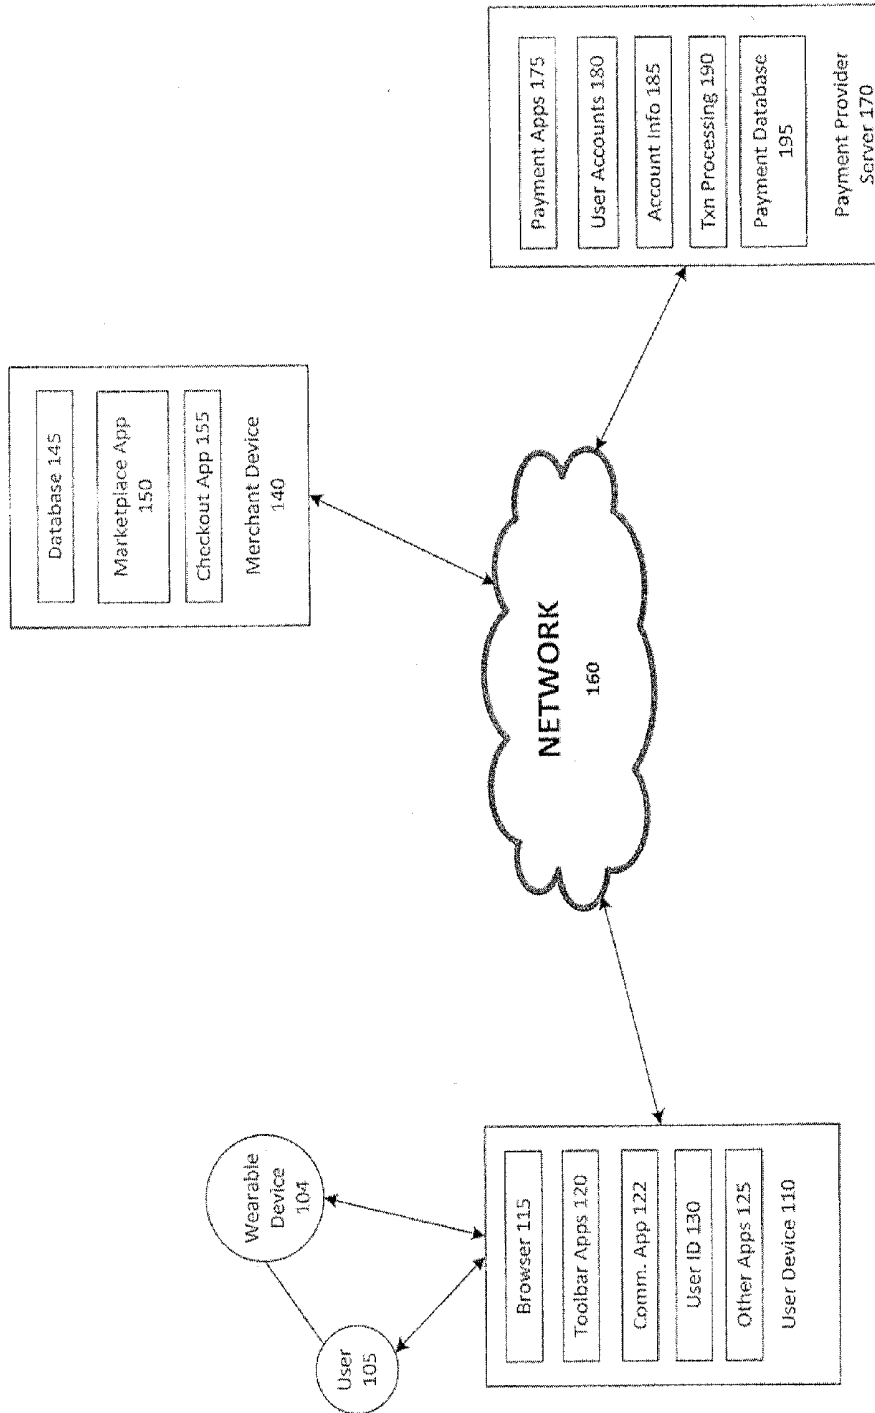 User
105
Wearable
Device
104
Browser 115
Toolbar Apps 120
Comm. App 122
User ID 130
Other Apps 125
User Device 110
NETWORK
160
Database 145
Marketplace App
150
Checkout App 155
Merchant Device
140
Payment Apps 175
User Accounts 180
Account Info 185
Txn Processing 190
Payment Database
195
Payment Provider
Server 170